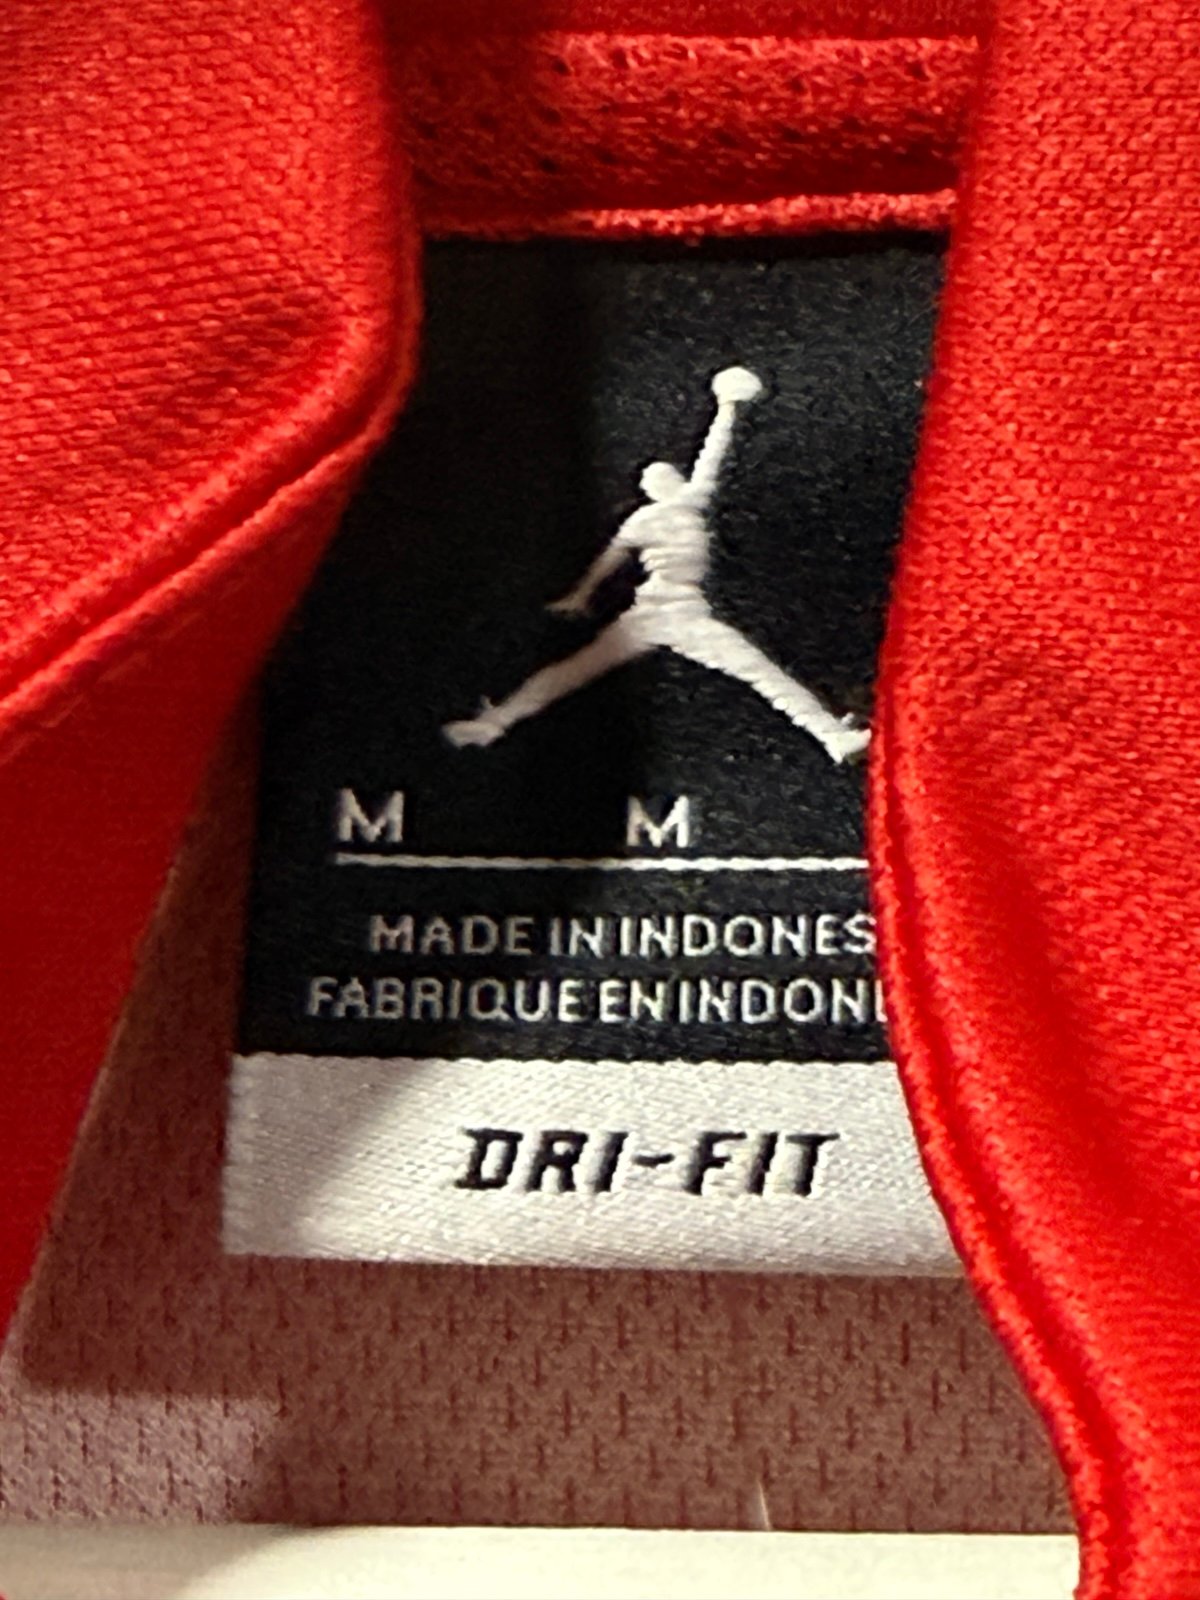 M M
MADE IN INDONES
FABRIQUE EN INDON
DRI-FIT